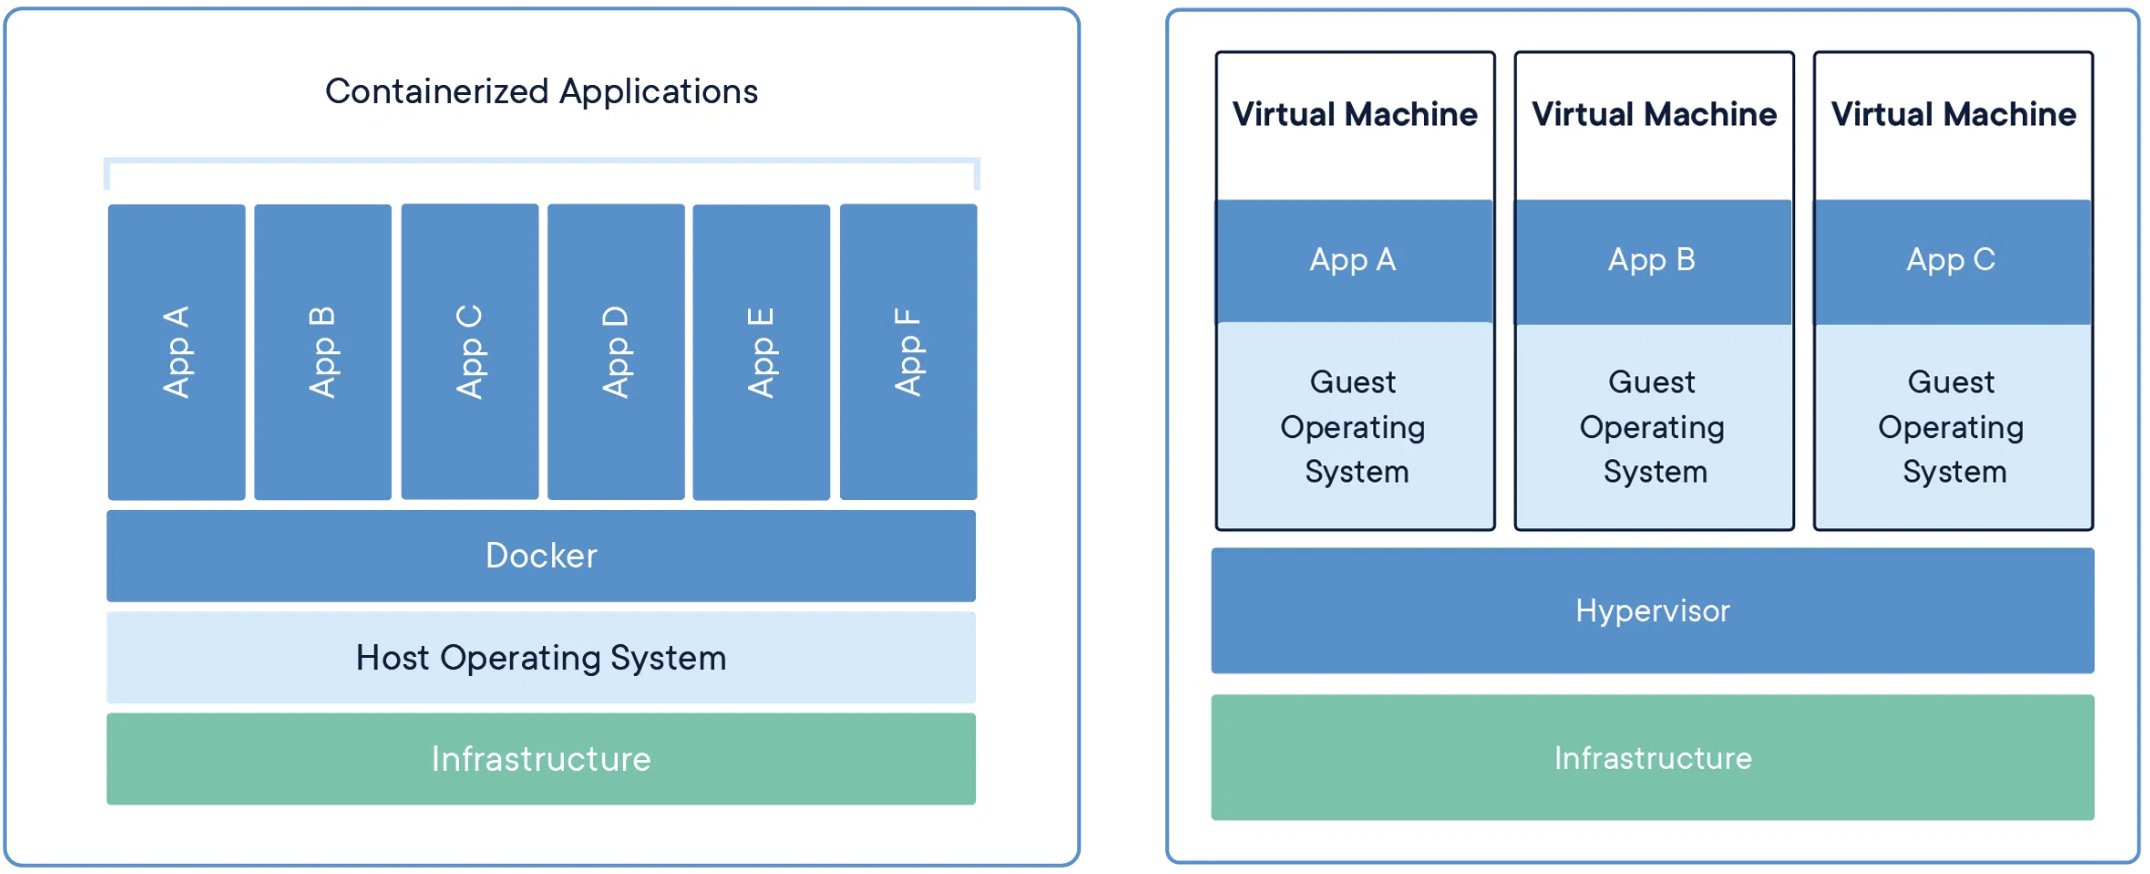 Containerized Applications
App A
App B
App C
App D
App E
App F
Docker
Host Operating System
Infrastructure
Virtual Machine
App A
Guest
Operating
System
Virtual Machine
App B
Guest
Operating
System
Virtual Machine
App C
Guest
Operating
System
Hypervisor
Infrastructure